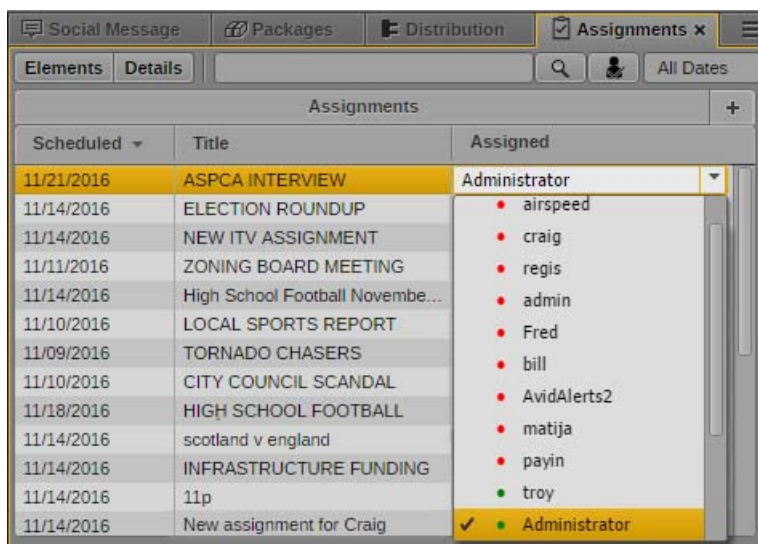 Social Message Packages Distribution Assignments x
Elements Details All Dates
Assignments +
Scheduled Title Assigned
11/21/2016 ASPCA INTERVIEW Administrator
11/14/2016 ELECTION ROUNDUP airspeed
11/14/2016 NEW ITV ASSIGNMENT craig
11/11/2016 ZONING BOARD MEETING regis
11/14/2016 High School Football Novembe... admin
11/10/2016 LOCAL SPORTS REPORT Fred
11/09/2016 TORNADO CHASERS bill
11/10/2016 CITY COUNCIL SCANDAL AvidAlerts2
11/18/2016 HIGH SCHOOL FOOTBALL matija
11/14/2016 scotland v england payin
11/14/2016 INFRASTRUCTURE FUNDING troy
11/14/2016 11p
11/14/2016 New assignment for Craig Administrator